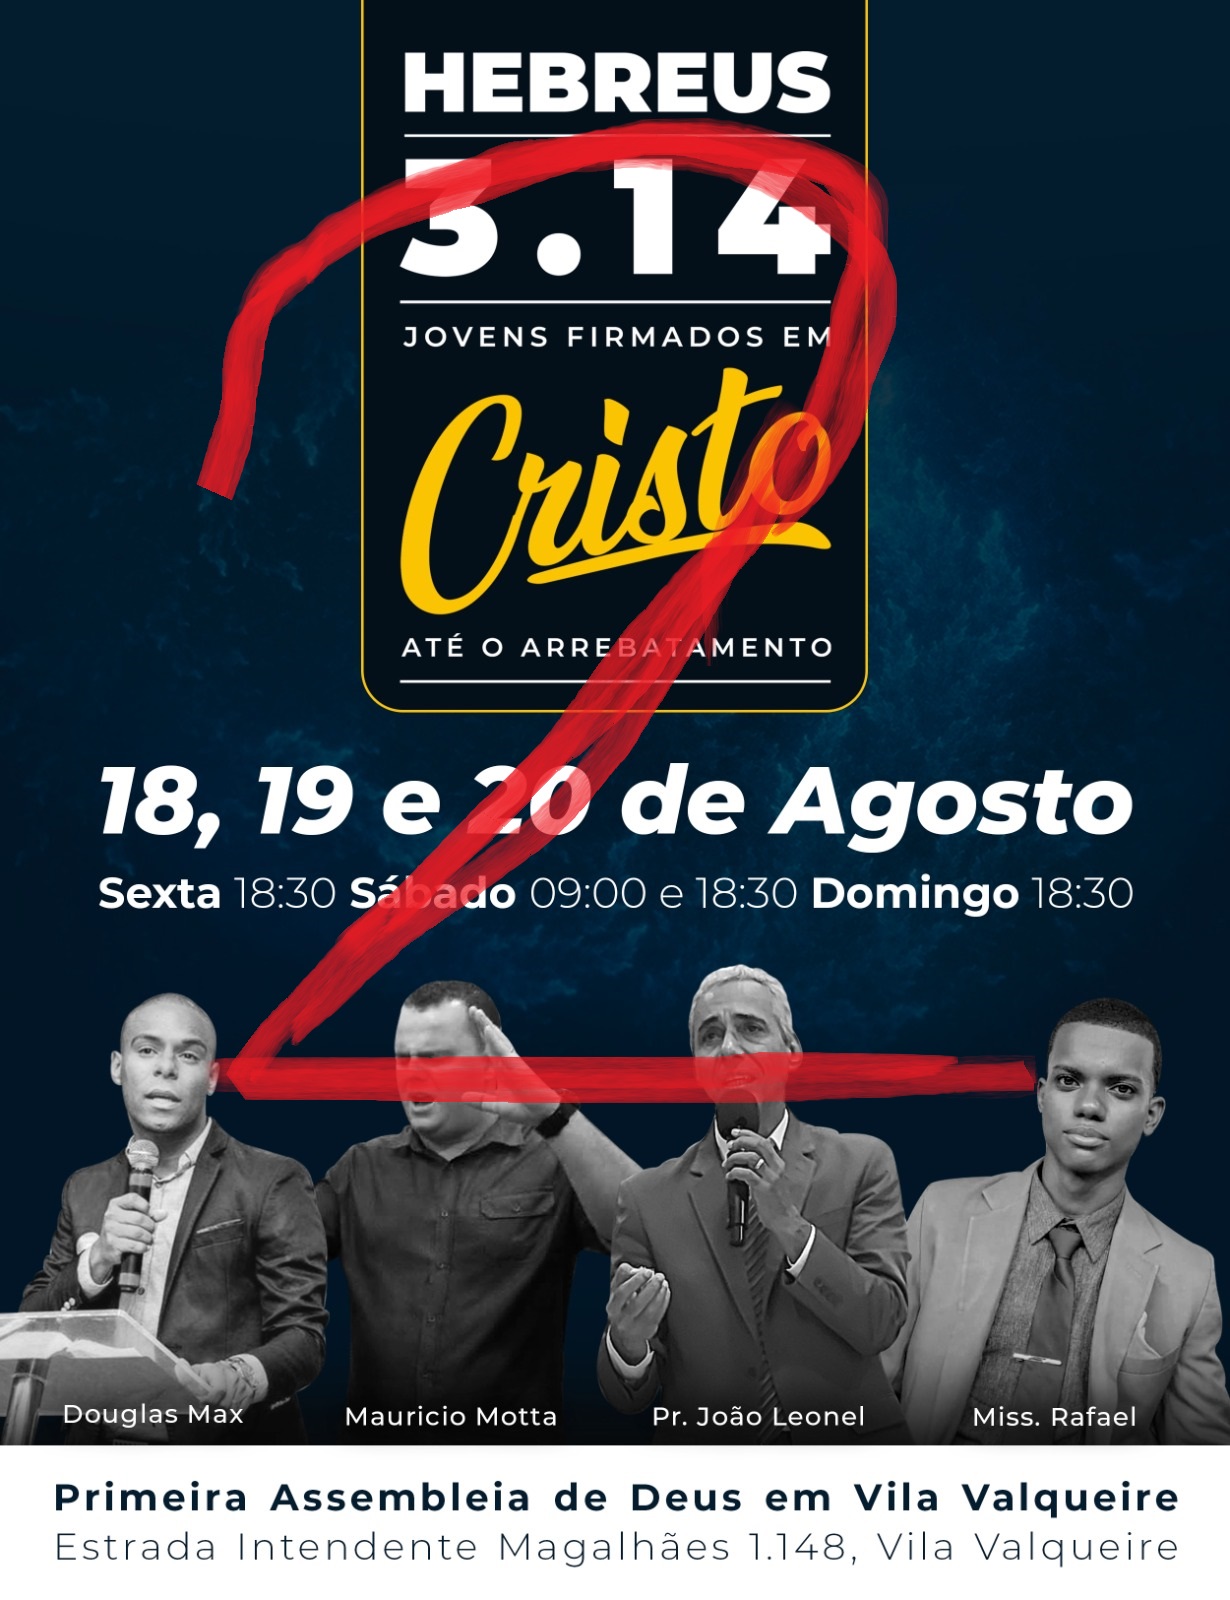 HEBREUS
3.14
JOVENS FIRMADOS EM
Cristo
ATÉ O ARREBATAMENTO
18, 19 e 20 de Agosto
Sexta 18:30 Sábado 09:00 e 18:30 Domingo 18:30
2
Douglas Max Mauricio Motta Pr. João Leonel Miss. Rafael
Primeira Assembleia de Deus em Vila Valqueire
Estrada Intendente Magalhães 1.148, Vila Valqueire